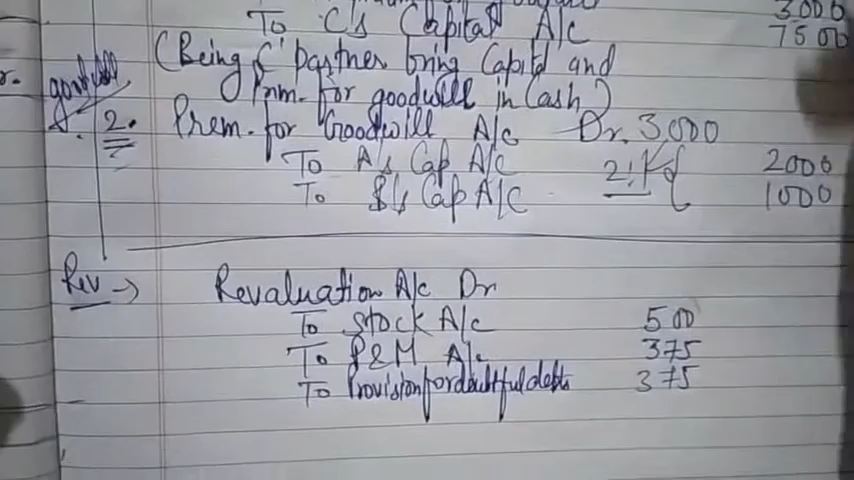 3000
To C's Capital A/c 7500
(Being C partner bring Capital and
Prem. for goodwill in Cash)
goodwill
2. Prem. for Goodwill A/c Dr. 3,000
To A's Cap A/c 2000
2:1
To B's Cap A/c 1000
Rev → Revaluation A/c Dr
To Stock A/c 500
To P&M A/c 375
To Provision for doubtful debts 375